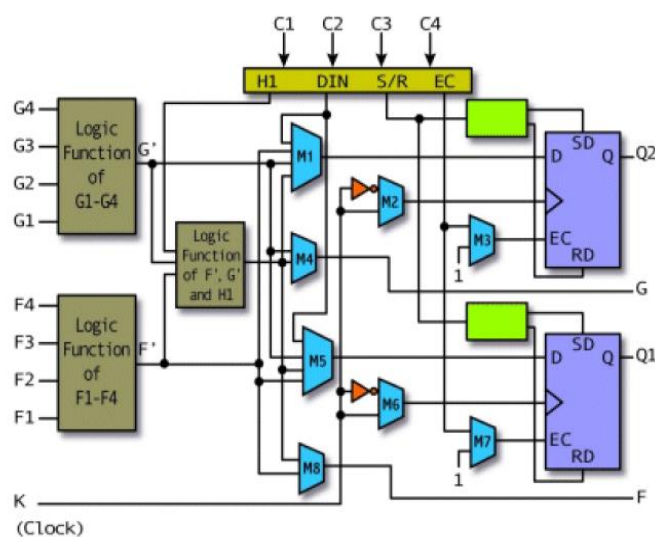 C1 C2 C3 C4
H1 DIN S/R EC
G4
G3
G2
G1
Logic
Function
of
G1-G4
G'
M1
M2
M3
1
SD
D Q
EC
RD
Q2
Logic
Function
of F', G'
and H1
M4
G
F4
F3
F2
F1
Logic
Function
of
F1-F4
F'
M5
M6
M7
1
SD
D Q
EC
RD
Q1
M8
F
K
(Clock)